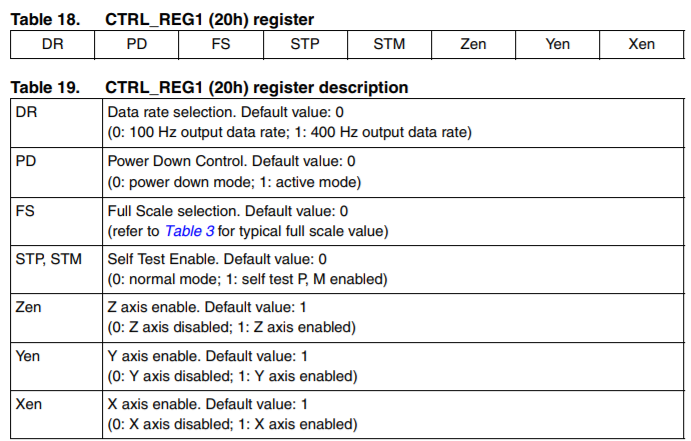 Table 18. CTRL_REG1 (20h) register
DR PD FS STP STM Zen Yen Xen
Table 19. CTRL_REG1 (20h) register description
DR Data rate selection. Default value: 0
(0: 100 Hz output data rate; 1: 400 Hz output data rate)
PD Power Down Control. Default value: 0
(0: power down mode; 1: active mode)
FS Full Scale selection. Default value: 0
(refer to Table 3 for typical full scale value)
STP, STM Self Test Enable. Default value: 0
(0: normal mode; 1: self test P, M enabled)
Zen Z axis enable. Default value: 1
(0: Z axis disabled; 1: Z axis enabled)
Yen Y axis enable. Default value: 1
(0: Y axis disabled; 1: Y axis enabled)
Xen X axis enable. Default value: 1
(0: X axis disabled; 1: X axis enabled)